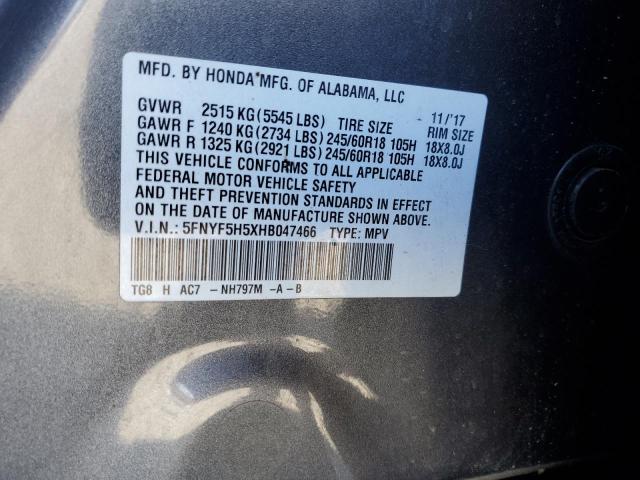 MFD. BY HONDA MFG. OF ALABAMA, LLC
GVWR 2515 KG (5545 LBS) TIRE SIZE 11/'17 RIM SIZE
GAWR F 1240 KG (2734 LBS) 245/60R18 105H 18X8.0J
GAWR R 1325 KG (2921 LBS) 245/60R18 105H 18X8.0J
THIS VEHICLE CONFORMS TO ALL APPLICABLE
FEDERAL MOTOR VEHICLE SAFETY
AND THEFT PREVENTION STANDARDS IN EFFECT
ON THE DATE OF MANUFACTURE SHOWN ABOVE.
V.I.N.: 5FNYF5H5XHB047466 TYPE: MPV
TG8 H AC7 - NH797M -A - B